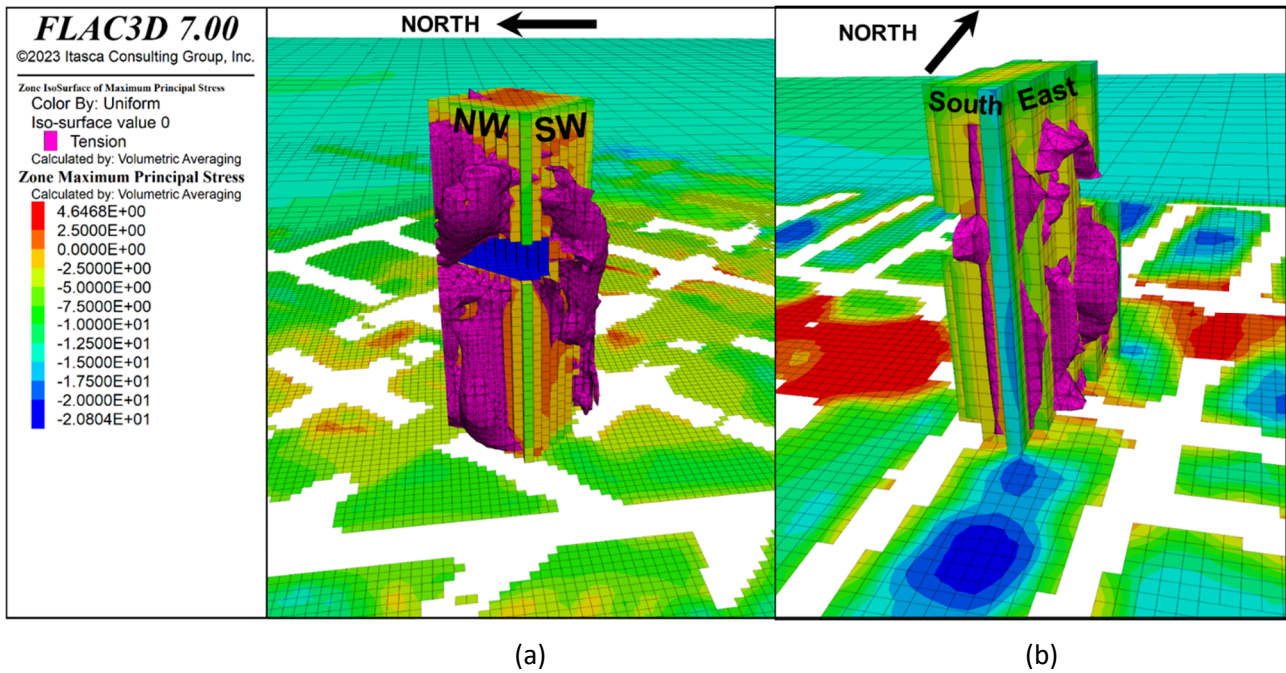 FLAC3D 7.00
©2023 Itasca Consulting Group, Inc.
Zone IsoSurface of Maximum Principal Stress
Color By: Uniform
Iso-surface value 0
Tension
Calculated by: Volumetric Averaging
Zone Maximum Principal Stress
Calculated by: Volumetric Averaging
4.6468E+00
2.5000E+00
0.0000E+00
-2.5000E+00
-5.0000E+00
-7.5000E+00
-1.0000E+01
-1.2500E+01
-1.5000E+01
-1.7500E+01
-2.0000E+01
-2.0804E+01
NORTH
NW
SW
(a)
NORTH
South
East
(b)